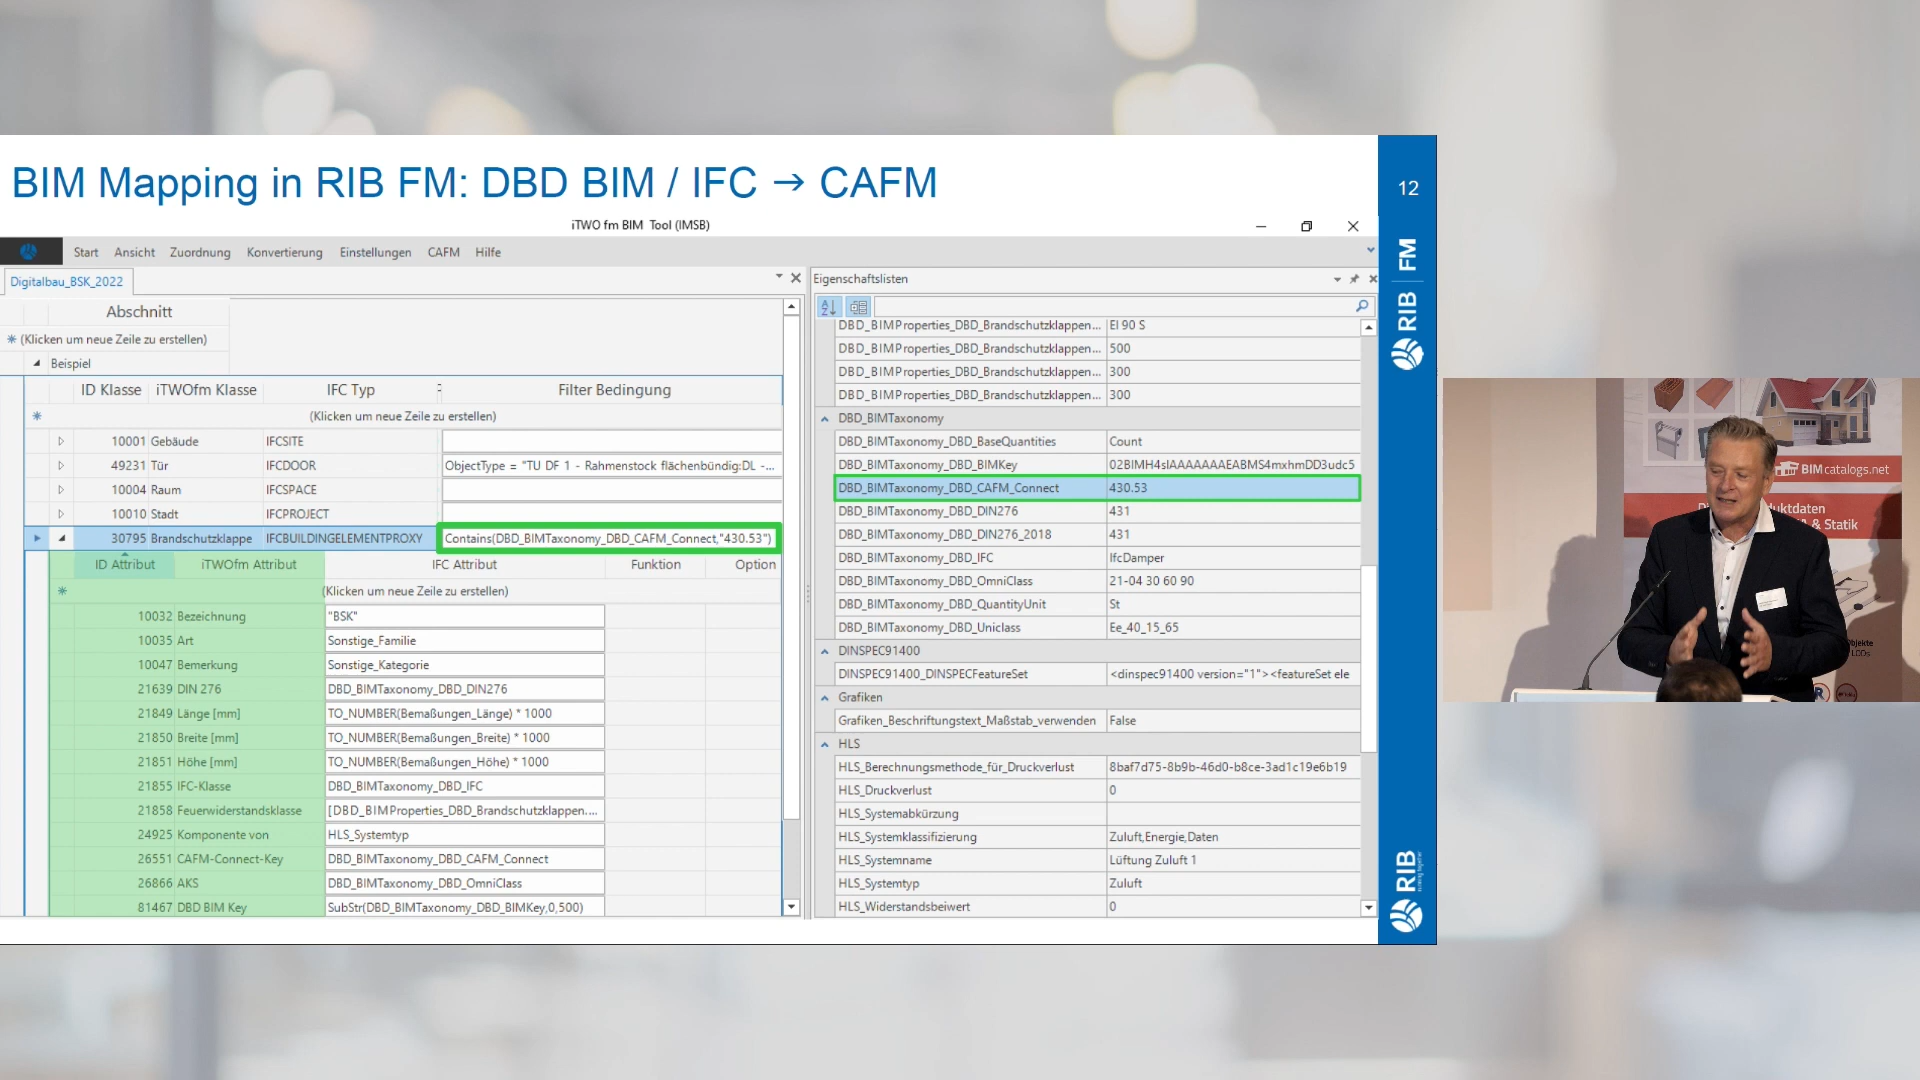 BIM Mapping in RIB FM: DBD BIM / IFC → CAFM
12
iTWO fm BIM Tool (IMSB)
Start Ansicht Zuordnung Konvertierung Einstellungen CAFM Hilfe
Digitalbau_BSK_2022
Abschnitt
(Klicken um neue Zeile zu erstellen)
Beispiel
ID Klasse iTWOfm Klasse IFC Typ Filter Bedingung
(Klicken um neue Zeile zu erstellen)
10001 Gebäude IFCSITE
49231 Tür IFCDOOR ObjectType = "TU DF 1 - Rahmenstock flächenbündig:DL -...
10004 Raum IFCSPACE
10010 Stadt IFCPROJECT
30795 Brandschutzklappe IFCBUILDINGELEMENTPROXY Contains(DBD_BIMTaxonomy_DBD_CAFM_Connect,"430.53")
ID Attribut iTWOfm Attribut IFC Attribut Funktion Option
(Klicken um neue Zeile zu erstellen)
10032 Bezeichnung "BSK"
10035 Art Sonstige_Familie
10047 Bemerkung Sonstige_Kategorie
21639 DIN 276 DBD_BIMTaxonomy_DBD_DIN276
21849 Länge [mm] TO_NUMBER(Bemaßungen_Länge) * 1000
21850 Breite [mm] TO_NUMBER(Bemaßungen_Breite) * 1000
21851 Höhe [mm] TO_NUMBER(Bemaßungen_Höhe) * 1000
21855 IFC-Klasse DBD_BIMTaxonomy_DBD_IFC
21858 Feuerwiderstandsklasse [DBD_BIMProperties_DBD_Brandschutzklappen....
24925 Komponente von HLS_Systemtyp
26551 CAFM-Connect-Key DBD_BIMTaxonomy_DBD_CAFM_Connect
26866 AKS DBD_BIMTaxonomy_DBD_OmniClass
81467 DBD BIM Key SubStr(DBD_BIMTaxonomy_DBD_BIMKey,0,500)
Eigenschaftslisten
DBD_BIMProperties_DBD_Brandschutzklappen... EI 90 S
DBD_BIMProperties_DBD_Brandschutzklappen... 500
DBD_BIMProperties_DBD_Brandschutzklappen... 300
DBD_BIMProperties_DBD_Brandschutzklappen... 300
DBD_BIMTaxonomy
DBD_BIMTaxonomy_DBD_BaseQuantities Count
DBD_BIMTaxonomy_DBD_BIMKey 02BIMH4sIAAAAAAAEABMS4mxhmDD3udc5
DBD_BIMTaxonomy_DBD_CAFM_Connect 430.53
DBD_BIMTaxonomy_DBD_DIN276 431
DBD_BIMTaxonomy_DBD_DIN276_2018 431
DBD_BIMTaxonomy_DBD_IFC IfcDamper
DBD_BIMTaxonomy_DBD_OmniClass 21-04 30 60 90
DBD_BIMTaxonomy_DBD_QuantityUnit St
DBD_BIMTaxonomy_DBD_Uniclass Ee_40_15_65
DINSPEC91400
DINSPEC91400_DINSPECFeatureSet <dinspec91400 version="1"><featureSet ele
Grafiken
Grafiken_Beschriftungstext_Maßstab_verwenden False
HLS
HLS_Berechnungsmethode_für_Druckverlust 8baf7d75-8b9b-46d0-b8ce-3ad1c19e6b19
HLS_Druckverlust 0
HLS_Systemabkürzung
HLS_Systemklassifizierung Zuluft,Energie,Daten
HLS_Systemname Lüftung Zuluft 1
HLS_Systemtyp Zuluft
HLS_Widerstandsbeiwert 0
RIB FM
RIB
BIMcatalogs.net
& Statik